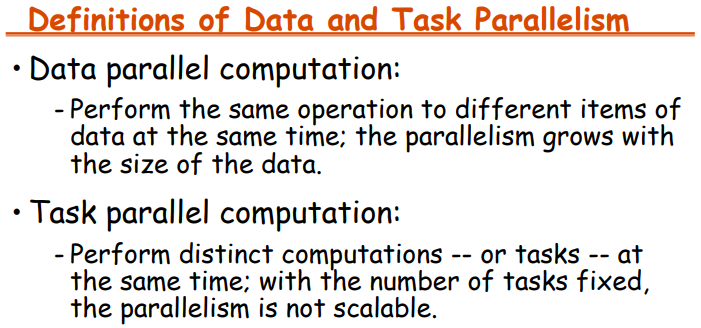 Definitions of Data and Task Parallelism
• Data parallel computation:
- Perform the same operation to different items of
data at the same time; the parallelism grows with
the size of the data.
• Task parallel computation:
- Perform distinct computations -- or tasks -- at
the same time; with the number of tasks fixed,
the parallelism is not scalable.